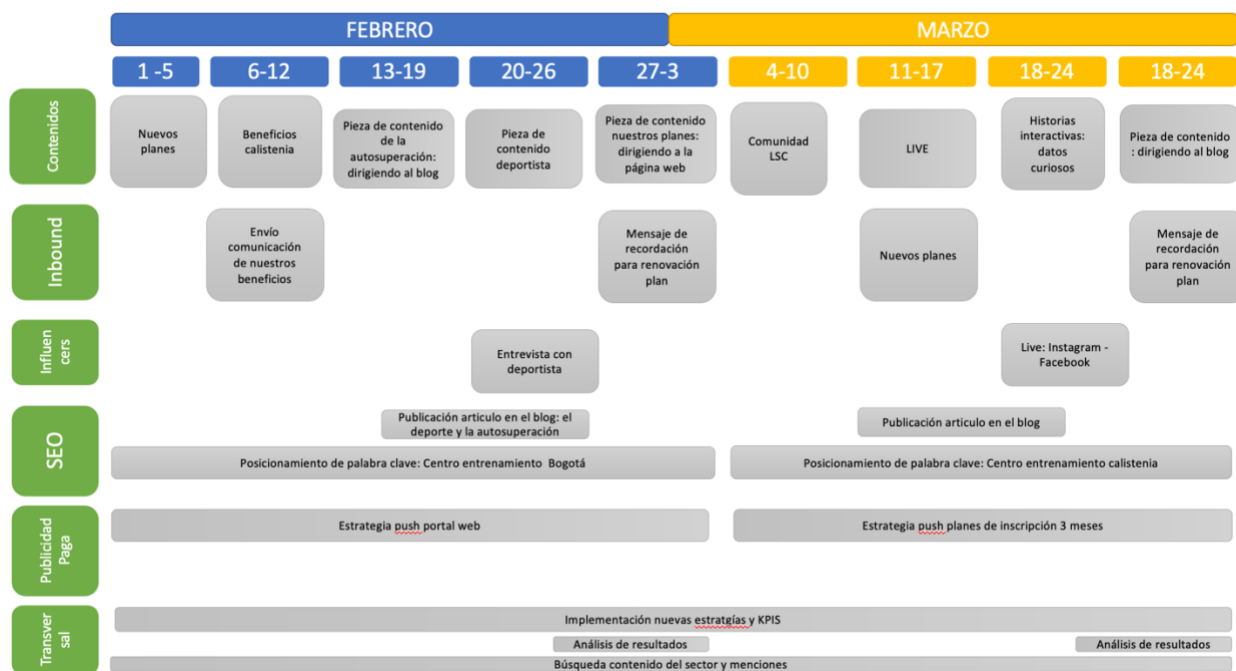 FEBRERO
MARZO
1 -5
6-12
13-19
20-26
27-3
4-10
11-17
18-24
18-24
Contenidos
Nuevos
planes
Beneficios
calistenia
Pieza de contenido
de la
autosuperación:
dirigiendo al blog
Pieza de
contenido
deportista
Pieza de contenido
nuestros planes:
dirigiendo a la
página web
Comunidad
LSC
LIVE
Historias
interactivas:
datos
curiosos
Pieza de contenido
: dirigiendo al blog
Inbound
Envío
comunicación
de nuestros
beneficios
Mensaje de
recordación
para renovación
plan
Nuevos planes
Mensaje de
recordación
para renovación
plan
Influen
cers
Entrevista con
deportista
Live: Instagram -
Facebook
SEO
Publicación articulo en el blog: el
deporte y la autosuperación
Publicación articulo en el blog
Posicionamiento de palabra clave: Centro entrenamiento Bogotá
Posicionamiento de palabra clave: Centro entrenamiento calistenia
Publicidad
Paga
Estrategia push portal web
Estrategia push planes de inscripción 3 meses
Transver
sal
Implementación nuevas estratgías y KPIS
Análisis de resultados
Análisis de resultados
Búsqueda contenido del sector y menciones